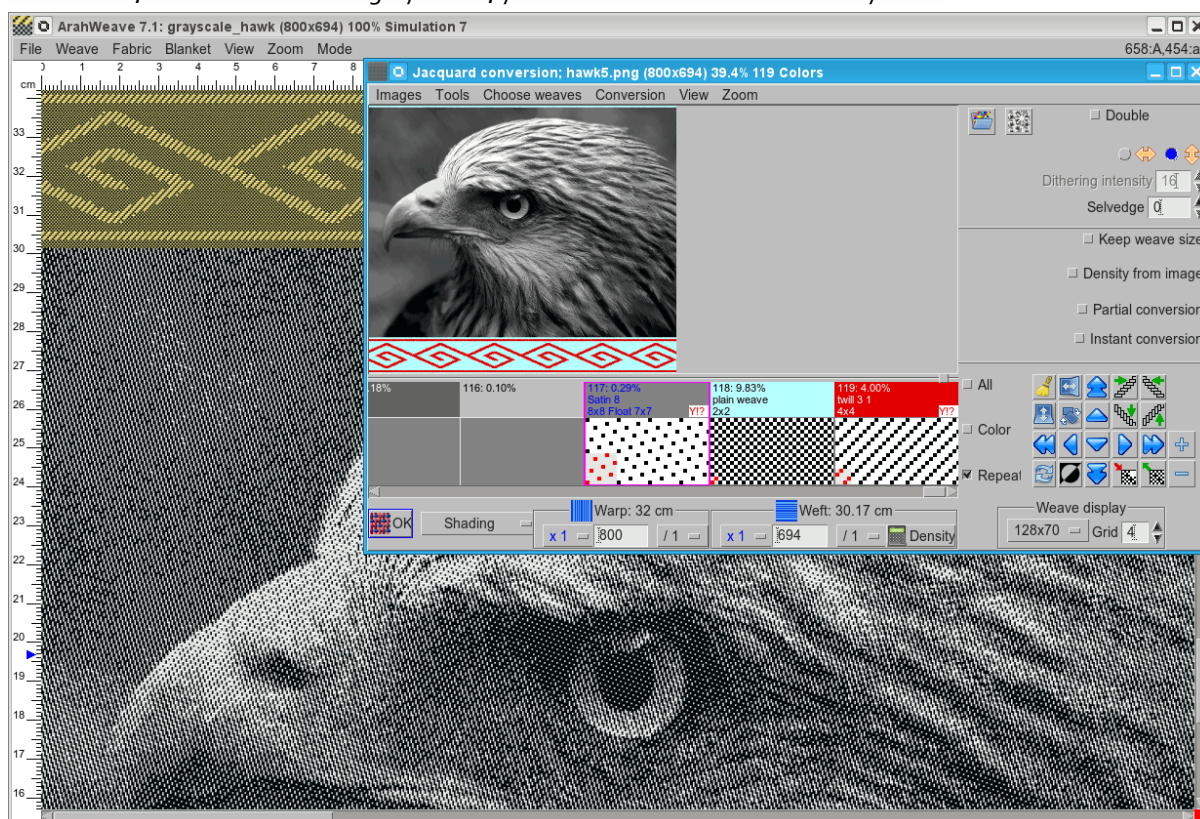 ArahWeave 7.1: grayscale_hawk (800x694) 100% Simulation 7
File Weave Fabric Blanket View Zoom Mode
658:A,454:a
0 1 2 3 4 5 6 7 8
cm
Jacquard conversion; hawk5.png (800x694) 39.4% 119 Colors
Images Tools Choose weaves Conversion View Zoom
Double
Dithering intensity 16
Selvedge 0
Keep weave size
Density from image
Partial conversion
Instant conversion
18%
116: 0.10%
117: 0.29%
Satin 8
8x8 Float 7x7 Y!?
118: 9.83%
plain weave
2x2
119: 4.00%
twill 3 1
4x4 Y!?
All
Color
Repeat
OK
Shading
Warp: 32 cm
x 1 800 / 1
Weft: 30.17 cm
x 1 694 / 1 Density
Weave display
128x70 Grid 4
33
32
31
30
29
28
27
26
25
24
23
22
21
20
19
18
17
16